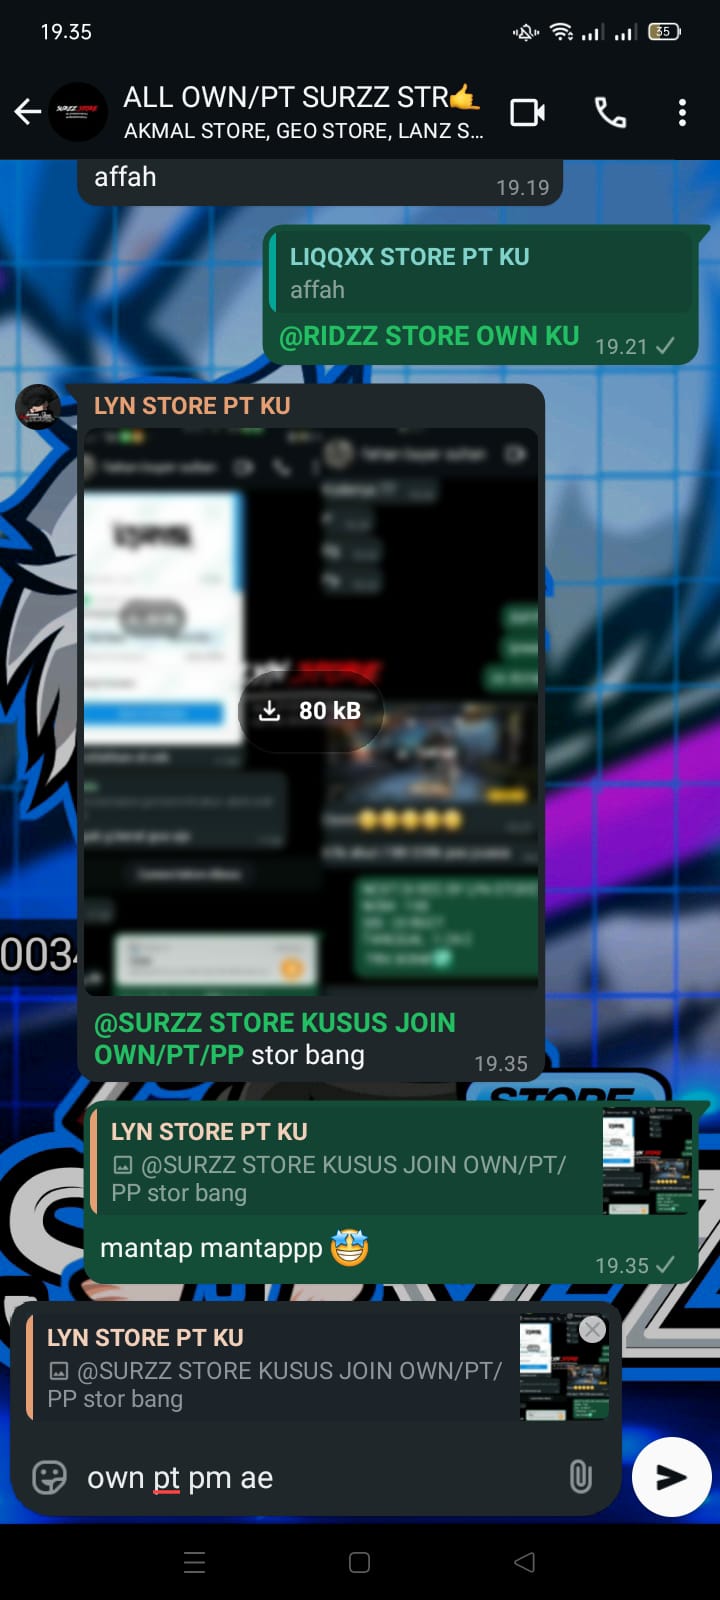 19.35
35
ALL OWN/PT SURZZ STR🤙
AKMAL STORE, GEO STORE, LANZ S...
affah
19.19
LIQQXX STORE PT KU
affah
@RIDZZ STORE OWN KU
19.21
LYN STORE PT KU
80 kB
0034
@SURZZ STORE KUSUS JOIN
OWN/PT/PP stor bang
19.35
STORE
LYN STORE PT KU
@SURZZ STORE KUSUS JOIN OWN/PT/
PP stor bang
mantap mantappp 🤩
19.35
LYN STORE PT KU
@SURZZ STORE KUSUS JOIN OWN/PT/
PP stor bang
own pt pm ae